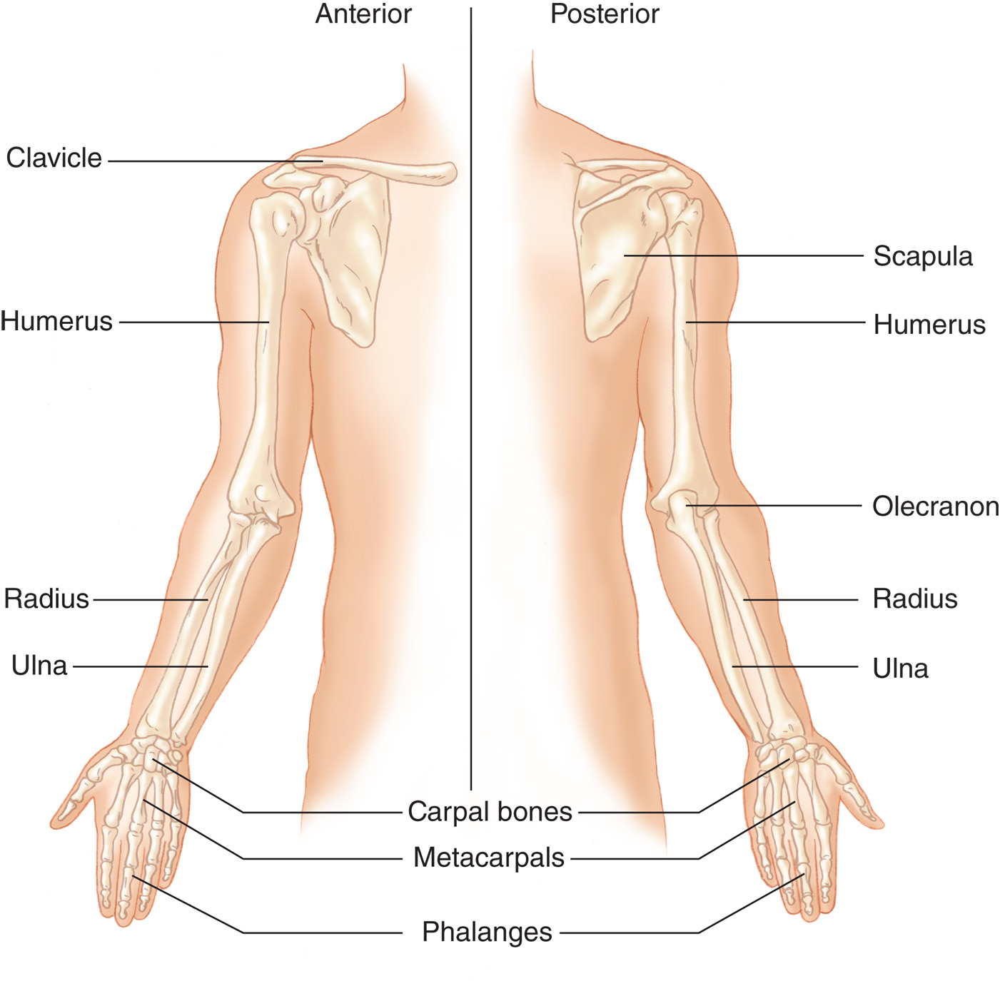 Anterior
Posterior
Clavicle
Scapula
Humerus
Humerus
Olecranon
Radius
Radius
Ulna
Ulna
Carpal bones
Metacarpals
Phalanges